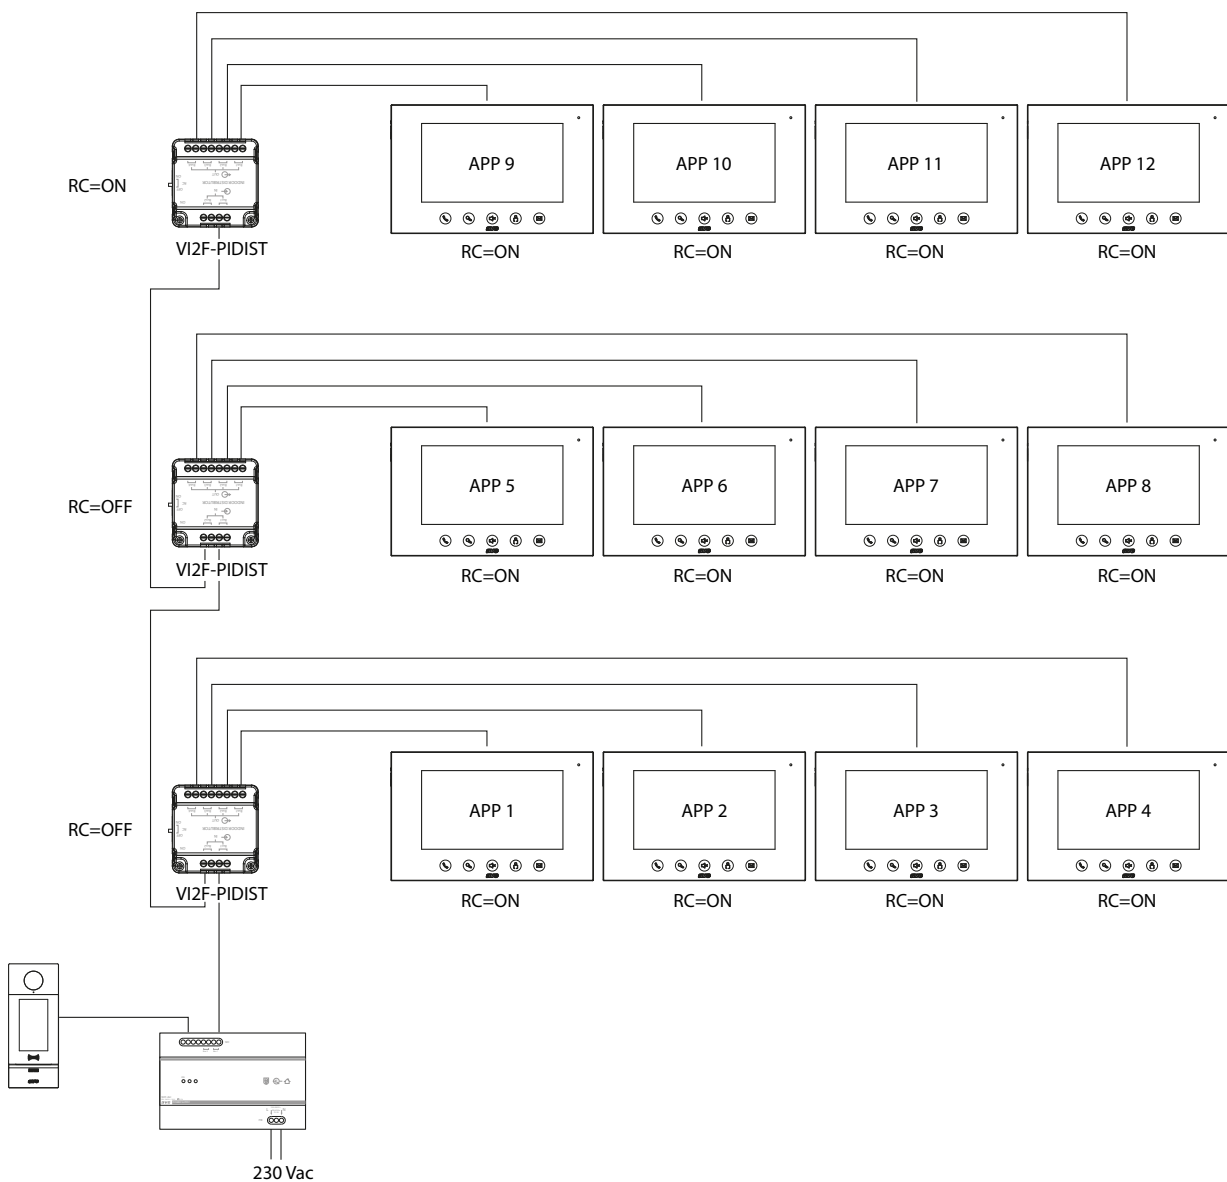 APP 9 APP 10 APP 11 APP 12
RC=ON
VI2F-PIDIST
RC=ON RC=ON RC=ON RC=ON
APP 5 APP 6 APP 7 APP 8
RC=OFF
VI2F-PIDIST
RC=ON RC=ON RC=ON RC=ON
APP 1 APP 2 APP 3 APP 4
RC=OFF
VI2F-PIDIST
RC=ON RC=ON RC=ON RC=ON
230 Vac